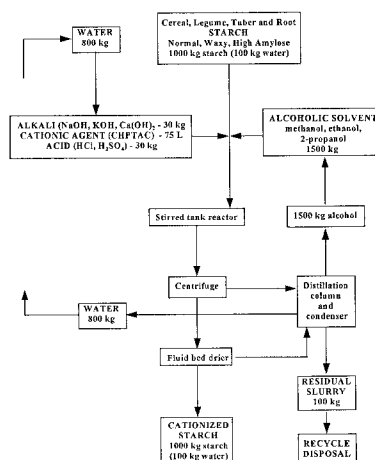 WATER
800 kg
Cereal, Legume, Tuber and Root
STARCH
Normal, Waxy, High Amylose
1000 kg starch (100 kg water)
ALKALI (NaOH, KOH, Ca(OH)2 - 30 kg
CATIONIC AGENT (CHPTAC) - 75 L
ACID (HCl, H2SO4) - 30 kg
ALCOHOLIC SOLVENT
methanol, ethanol,
2-propanol
1500 kg
Stirred tank reactor
1500 kg alcohol
Centrifuge
Distillation
column
and
condenser
WATER
800 kg
Fluid bed drier
RESIDUAL
SLURRY
100 kg
CATIONIZED
STARCH
1000 kg starch
(100 kg water)
RECYCLE
DISPOSAL